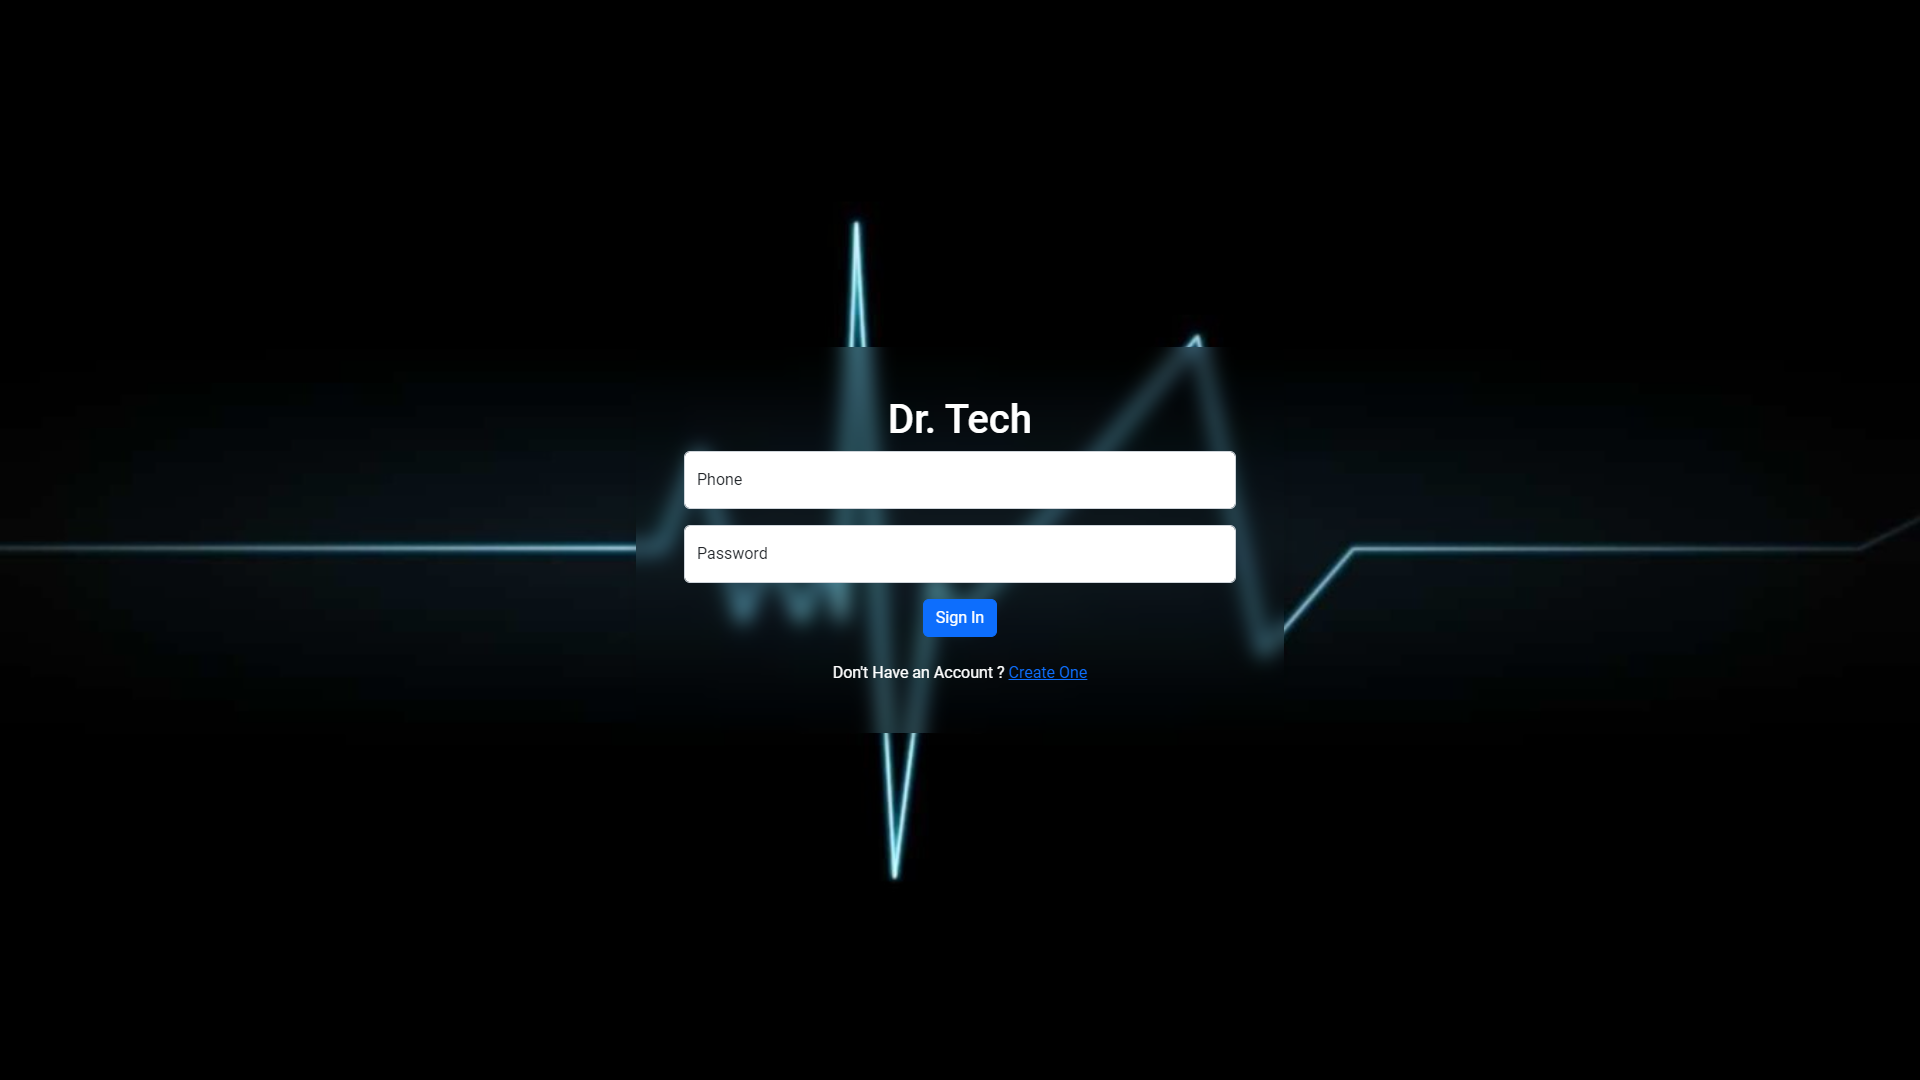 Dr. Tech
Phone
Password
Sign In
Don't Have an Account ? Create One